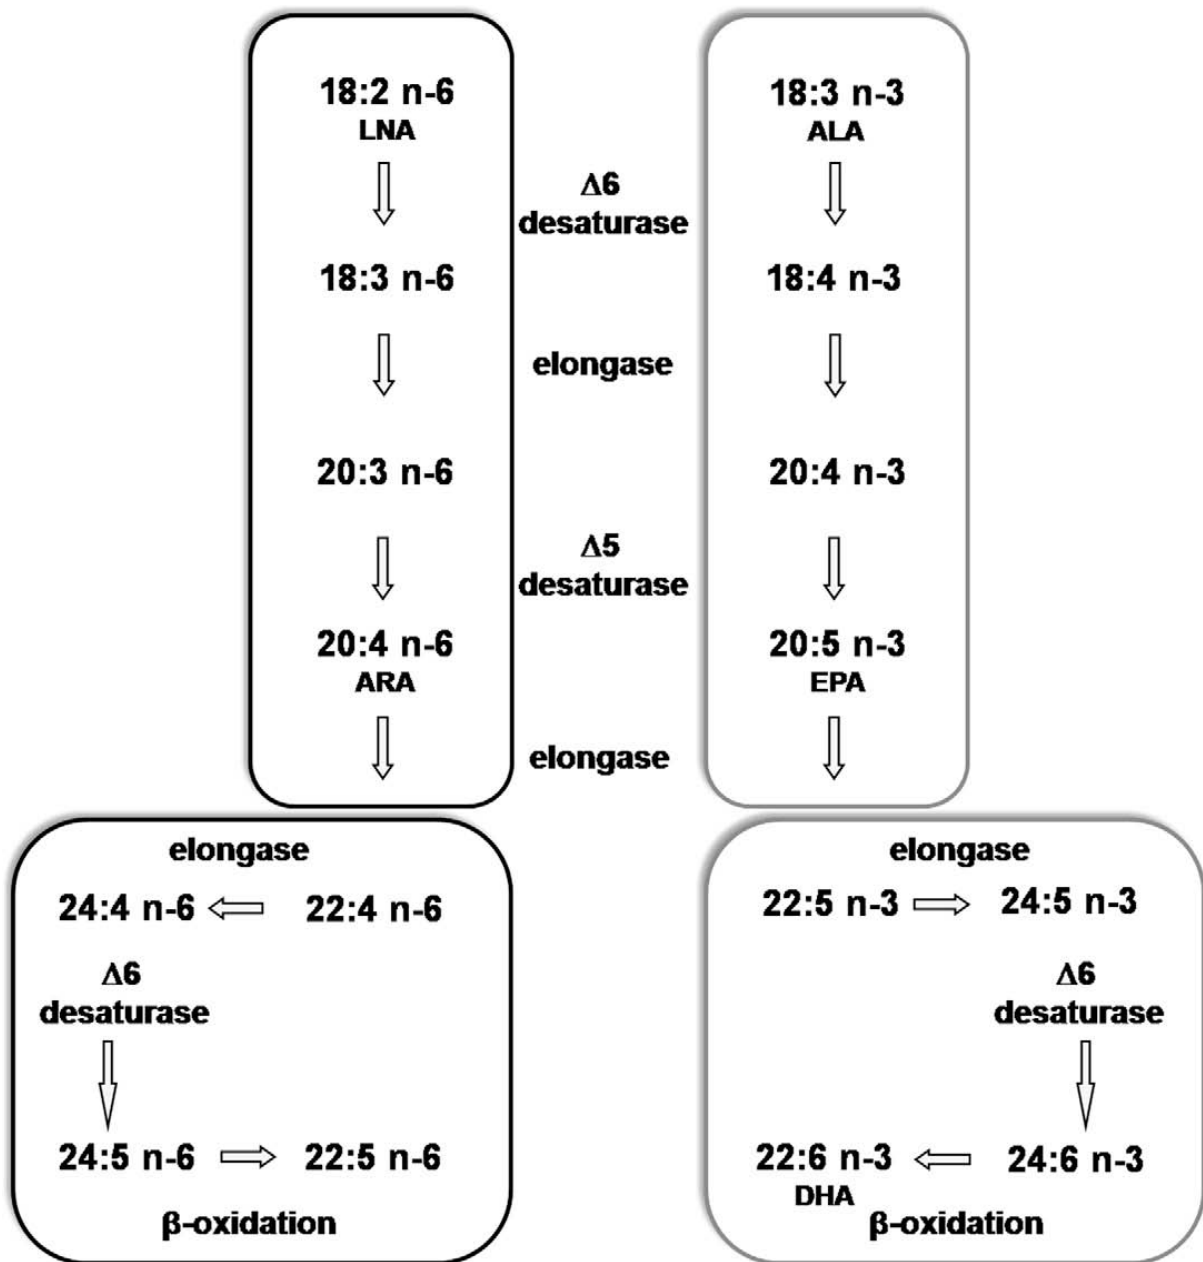 18:2 n-6
LNA
18:3 n-6
20:3 n-6
20:4 n-6
ARA
Δ6
desaturase
elongase
Δ5
desaturase
elongase
18:3 n-3
ALA
18:4 n-3
20:4 n-3
20:5 n-3
EPA
elongase
24:4 n-6
22:4 n-6
Δ6
desaturase
24:5 n-6
22:5 n-6
β-oxidation
elongase
22:5 n-3
24:5 n-3
Δ6
desaturase
22:6 n-3
DHA
24:6 n-3
β-oxidation